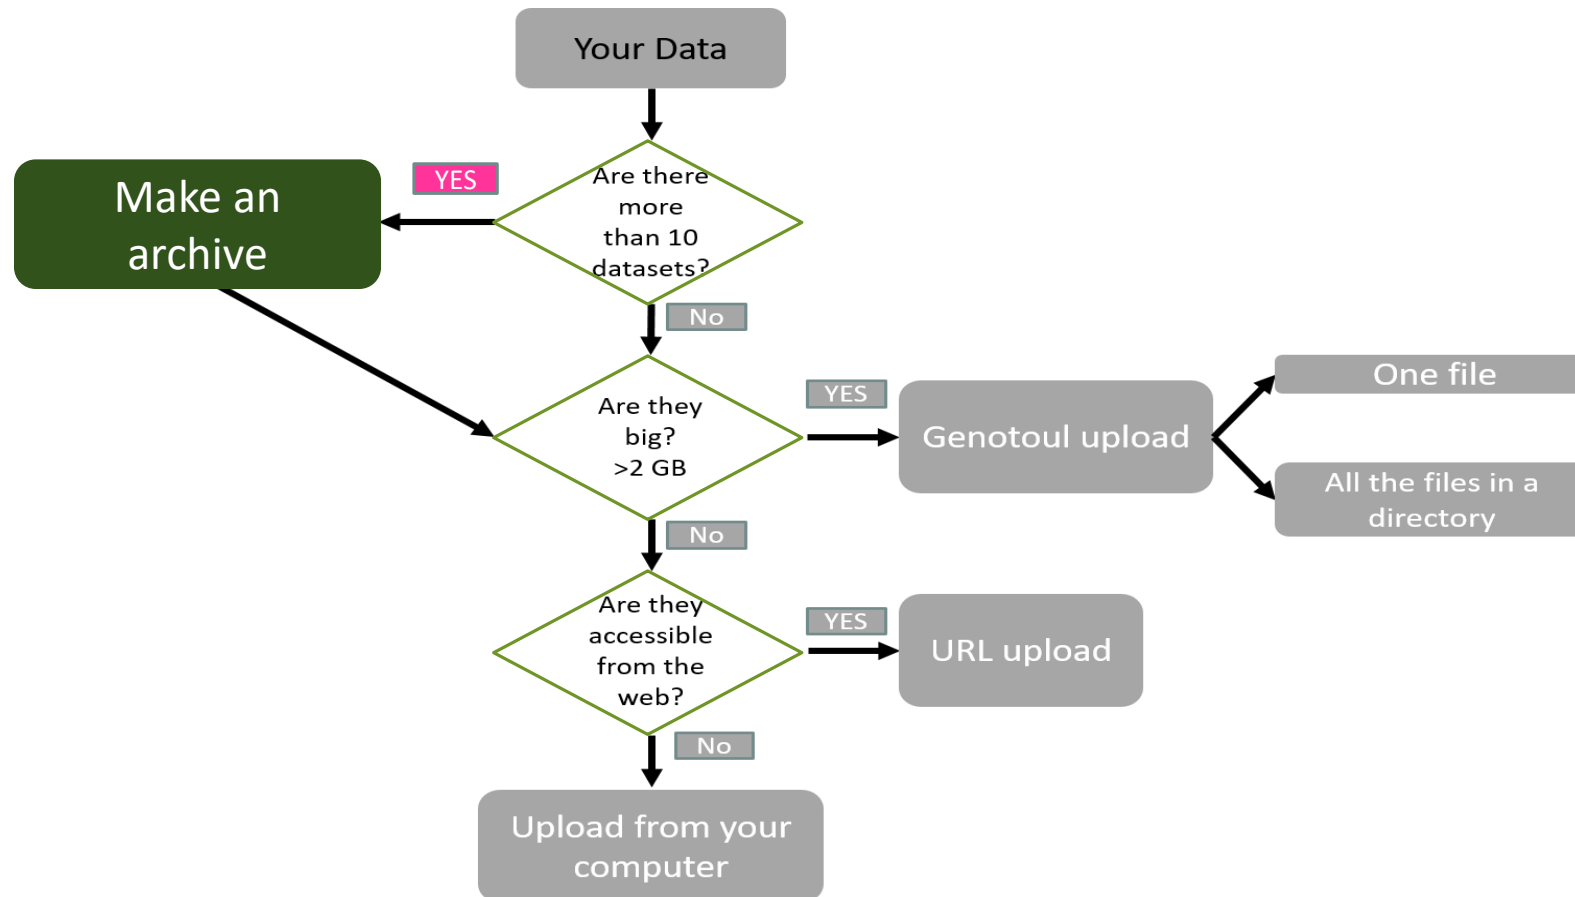 Your Data
YES
Make an
archive
Are there
more
than 10
datasets?
No
Are they
big?
>2 GB
YES
Genotoul upload
One file
All the files in a
directory
No
Are they
accessible
from the
web?
YES
URL upload
No
Upload from your
computer